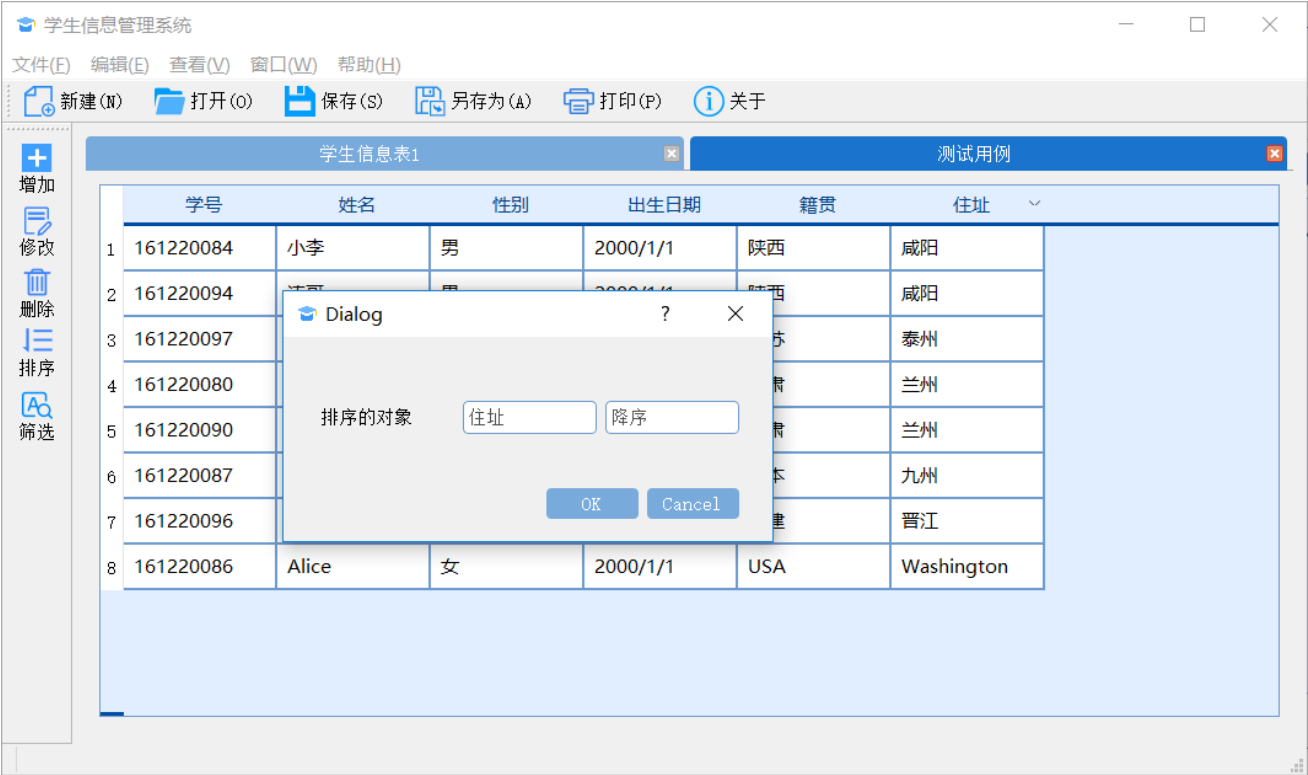 学生信息管理系统
文件(F) 编辑(E) 查看(V) 窗口(W) 帮助(H)
新建(N) 打开(O) 保存(S) 另存为(A) 打印(P) 关于
增加
修改
删除
排序
筛选
学生信息表1 测试用例
学号 姓名 性别 出生日期 籍贯 住址
1 161220084 小李 男 2000/1/1 陕西 咸阳
2 161220094 西 咸阳
3 161220097 泰州
4 161220080 兰州
5 161220090 兰州
6 161220087 九州
7 161220096 晋江
8 161220086 Alice 女 2000/1/1 USA Washington
Dialog ?
排序的对象 住址 降序
OK Cancel